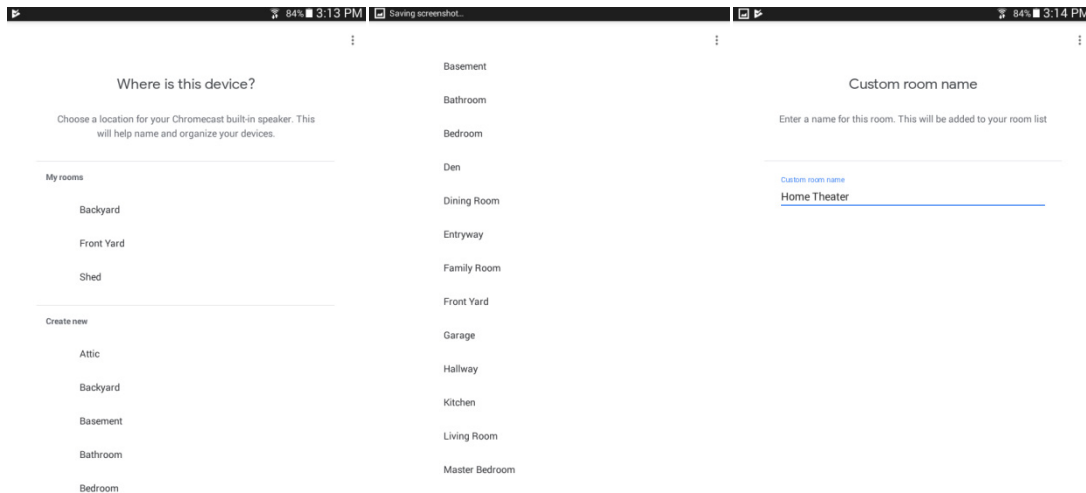 84% 3:13 PM
Where is this device?
Choose a location for your Chromecast built-in speaker. This
will help name and organize your devices.
My rooms
Backyard
Front Yard
Shed
Create new
Attic
Backyard
Basement
Bathroom
Bedroom
Saving screenshot...
Basement
Bathroom
Bedroom
Den
Dining Room
Entryway
Family Room
Front Yard
Garage
Hallway
Kitchen
Living Room
Master Bedroom
84% 3:14 PM
Custom room name
Enter a name for this room. This will be added to your room list
Custom room name
Home Theater